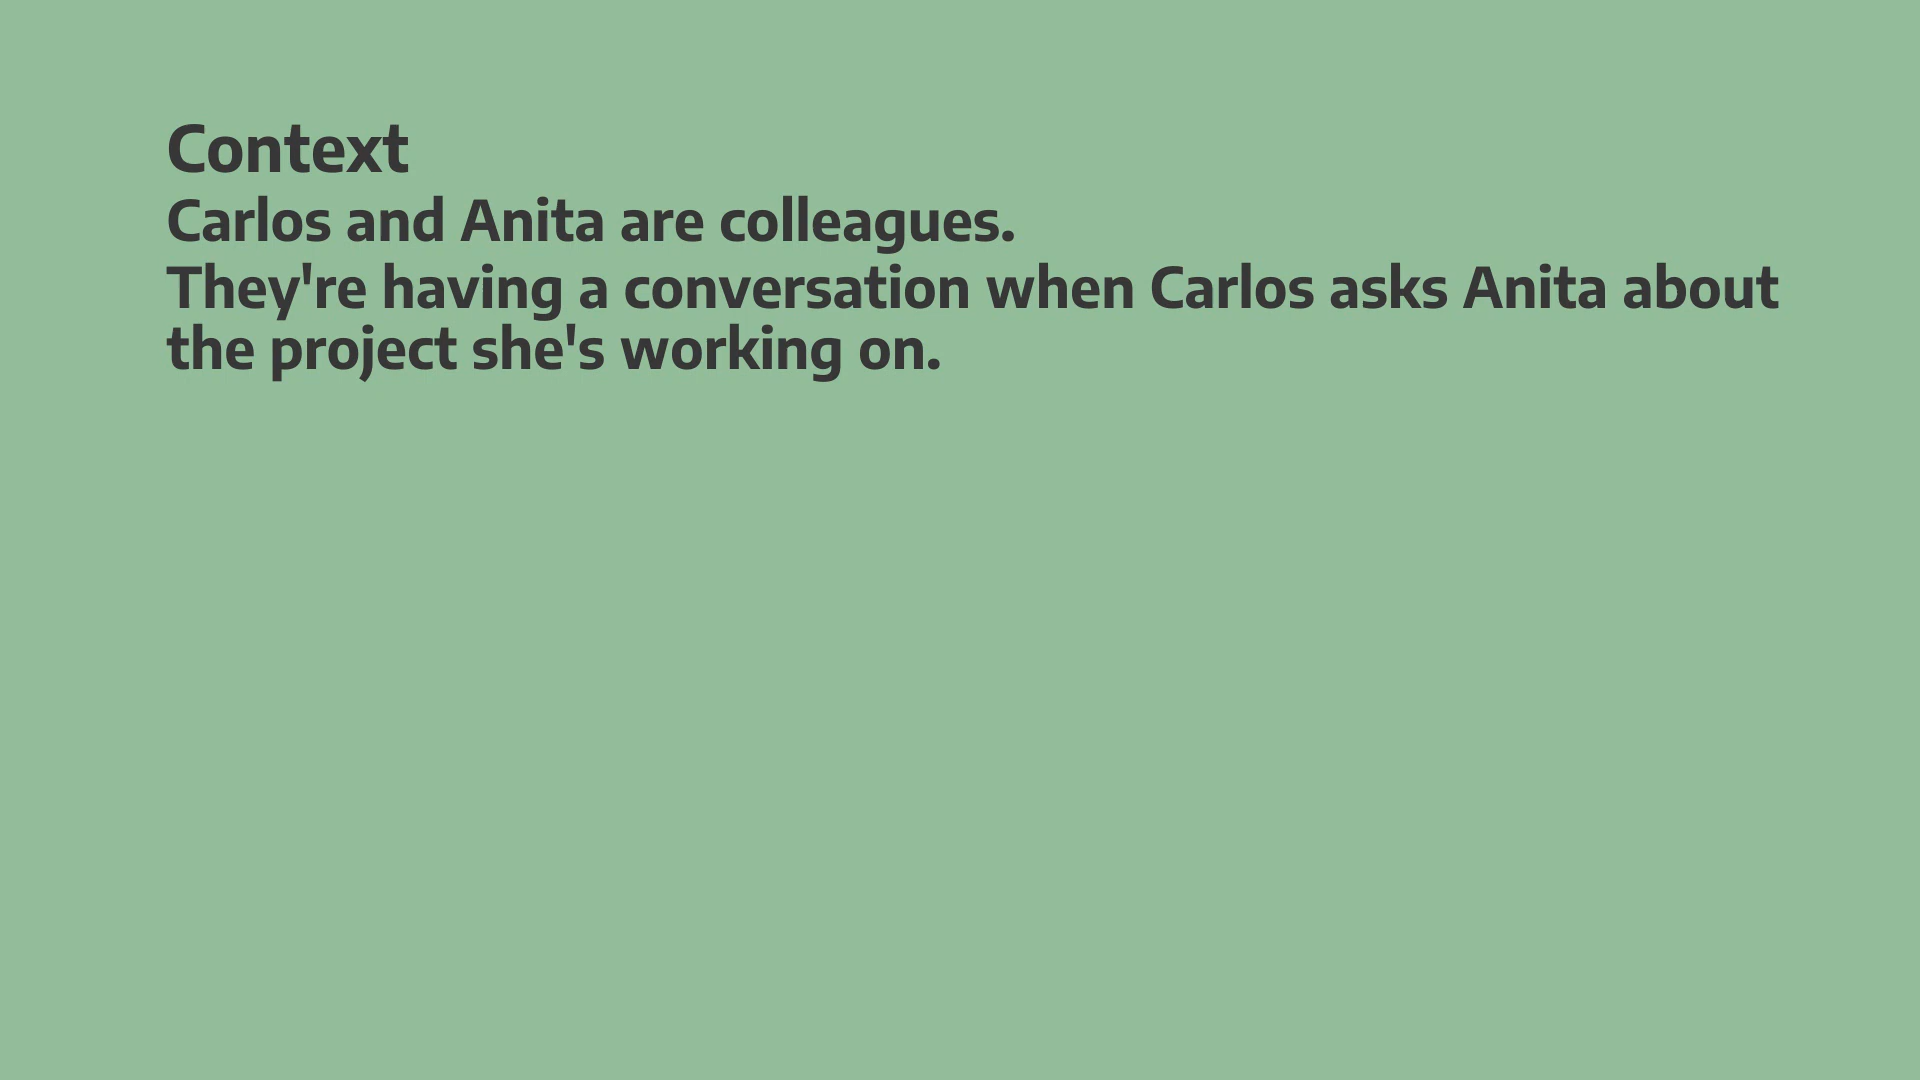 Context
Carlos and Anita are colleagues.
They're having a conversation when Carlos asks Anita about
the project she's working on.